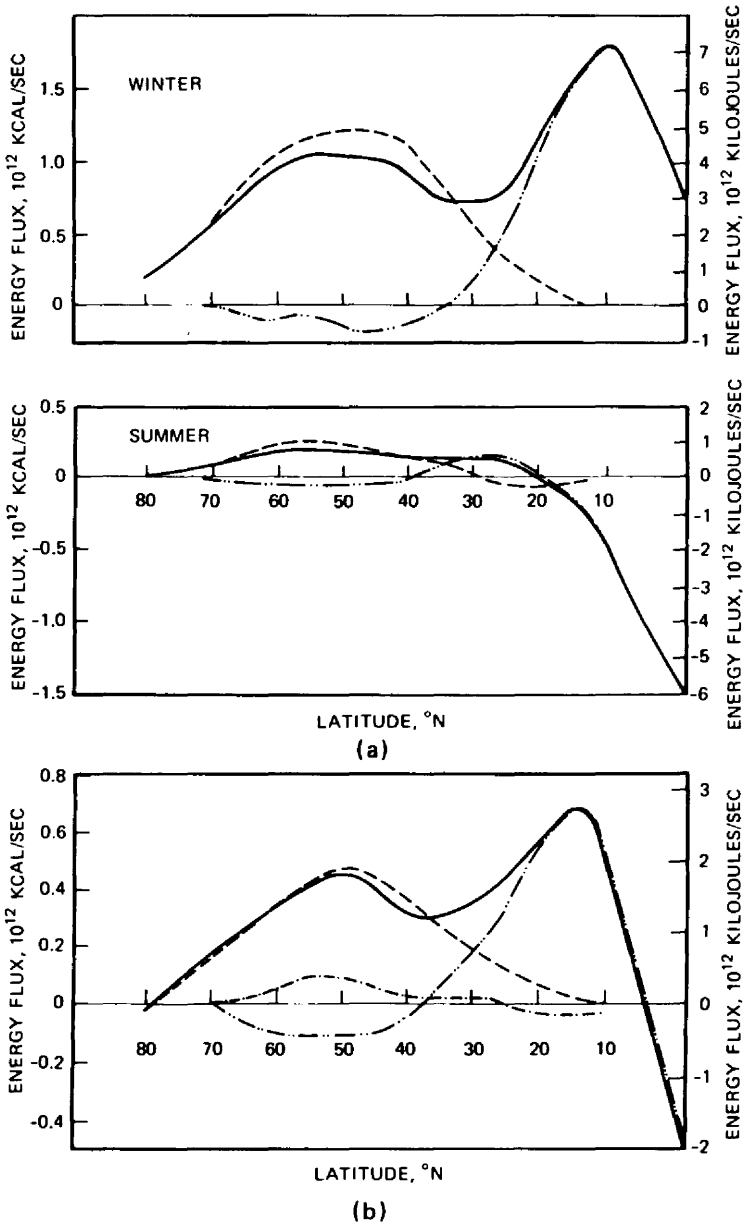 WINTER
ENERGY FLUX, 10¹² KCAL/SEC
1.5
1.0
0.5
0
ENERGY FLUX, 10¹² KILOJOULES/SEC
7
6
5
4
3
2
1
0
-1
SUMMER
ENERGY FLUX, 10¹² KCAL/SEC
0.5
0
-0.5
-1.0
-1.5
80 70 60 50 40 30 20 10
ENERGY FLUX, 10¹² KILOJOULES/SEC
2
1
0
-1
-2
-3
-4
-5
-6
LATITUDE, °N
(a)
ENERGY FLUX, 10¹² KCAL/SEC
0.8
0.6
0.4
0.2
0
-0.2
-0.4
80 70 60 50 40 30 20 10
ENERGY FLUX, 10¹² KILOJOULES/SEC
3
2
1
0
-1
-2
LATITUDE, °N
(b)